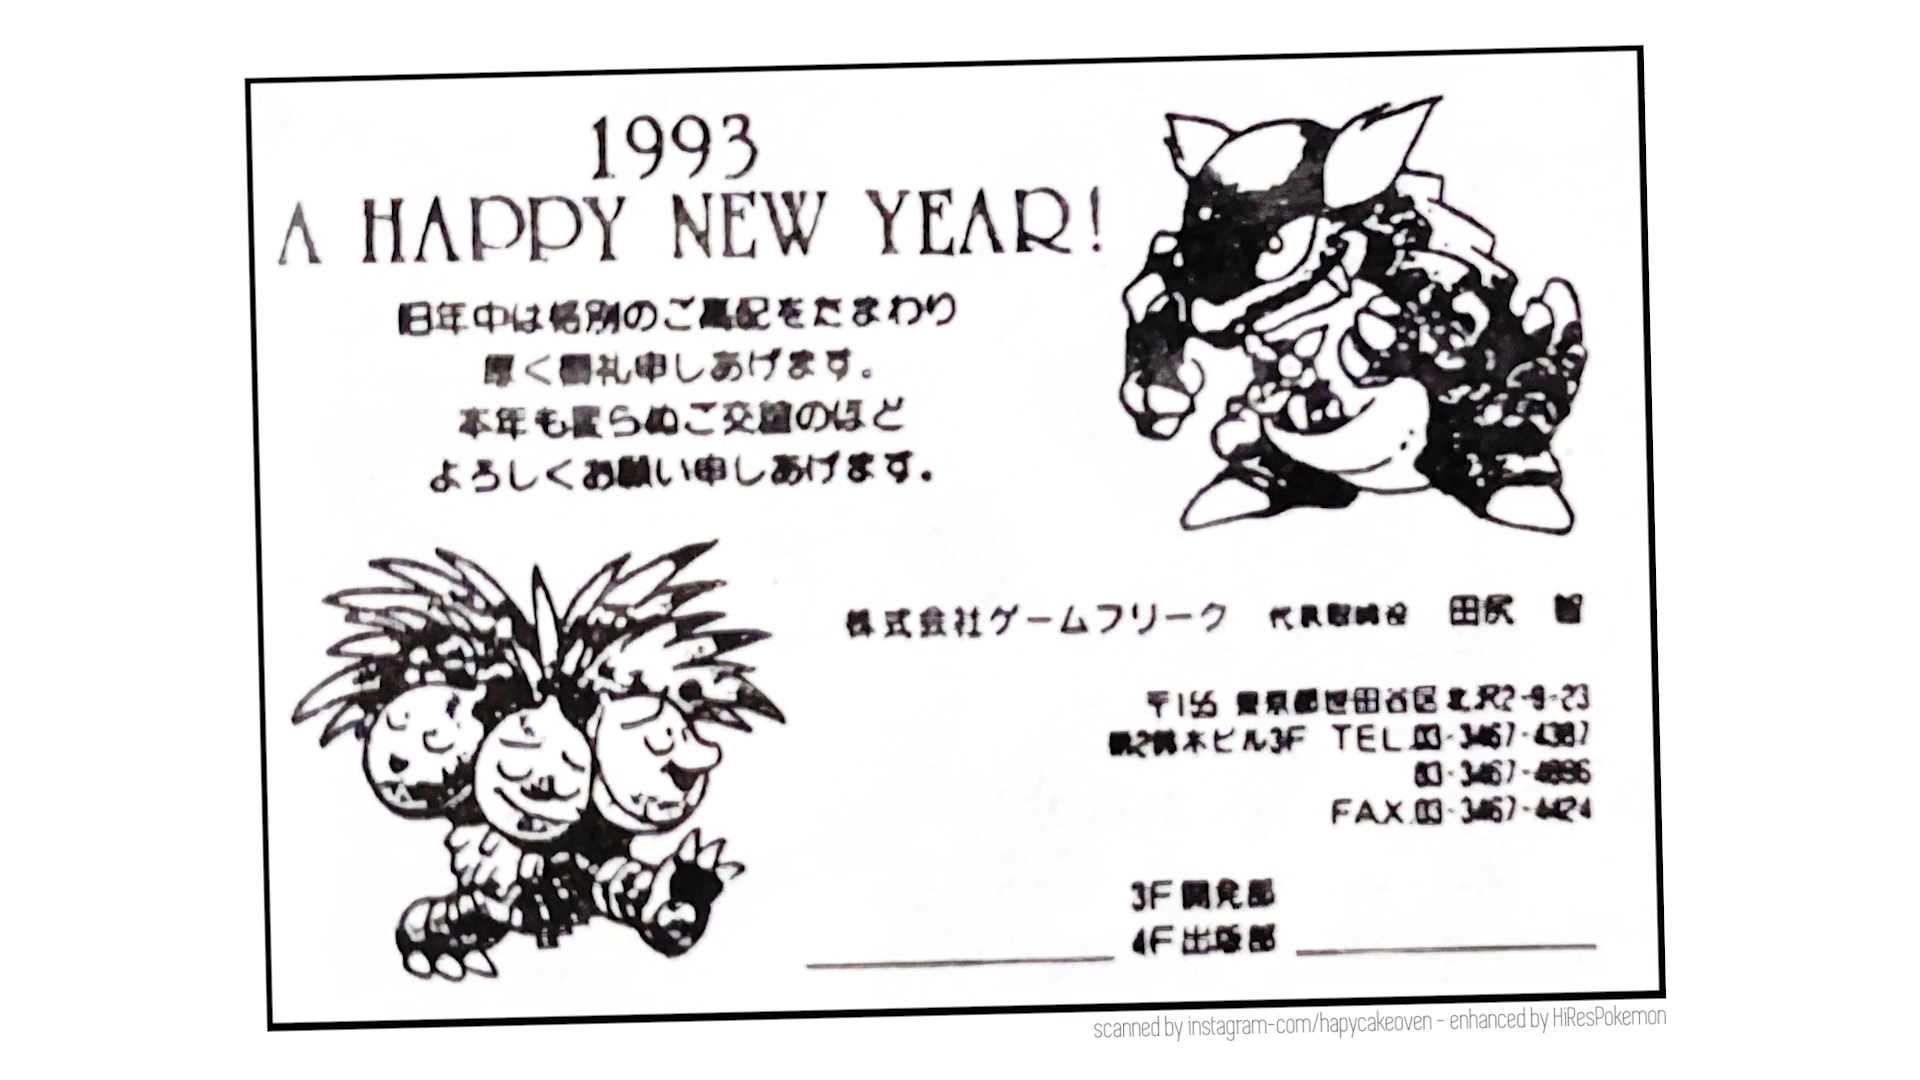 1993
A HAPPY NEW YEAR!
旧年中は格別のご高配をたまわり
厚く御礼申しあげます。
本年も変らぬご交誼のほど
よろしくお願い申しあげます。
株式会社ゲームフリーク 代表取締役 田尻 智
〒155 東京都世田谷区北沢2-9-23
木ビル3F TEL.03-3467-4387
03-3467-4896
FAX.03-3467-4424
3F 開発部
4F 出版部
scanned by instagram-com/hapycakeoven - enhanced by HiResPokemon